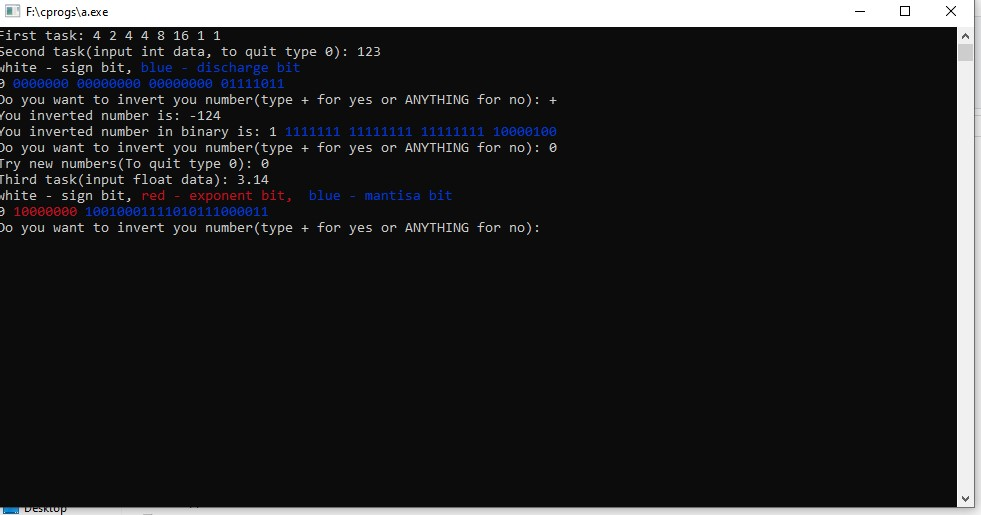 F:\cprogs\a.exe
First task: 4 2 4 4 8 16 1 1
Second task(input int data, to quit type 0): 123
white - sign bit, blue - discharge bit
0 0000000 00000000 00000000 01111011
Do you want to invert you number(type + for yes or ANYTHING for no): +
You inverted number is: -124
You inverted number in binary is: 1 1111111 11111111 11111111 10000100
Do you want to invert you number(type + for yes or ANYTHING for no): 0
Try new numbers(To quit type 0): 0
Third task(input float data): 3.14
white - sign bit, red - exponent bit,  blue - mantisa bit
0 10000000 10010001111010111000011
Do you want to invert you number(type + for yes or ANYTHING for no):
Desktop